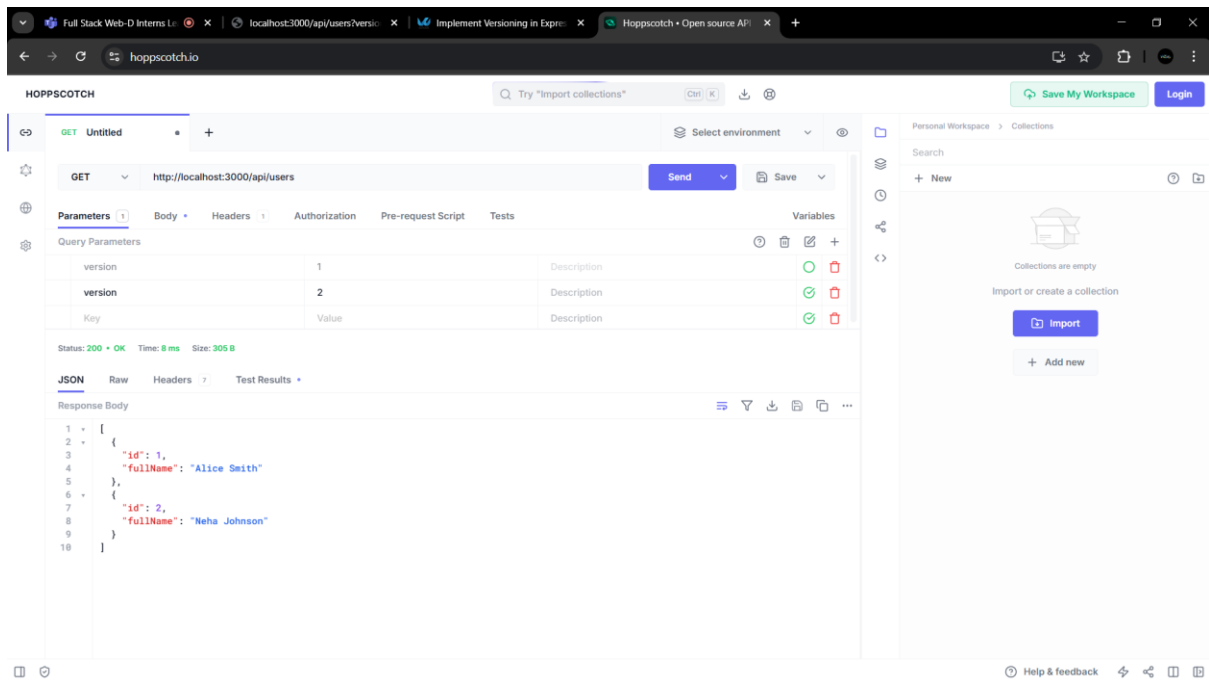 Full Stack Web-D Interns Le
localhost:3000/api/users?versio
Implement Versioning in Expres
Hoppscotch • Open source API
hoppscotch.io
HOPPSCOTCH
Try "Import collections"
Ctrl K
Save My Workspace
Login
GET Untitled
Select environment
GET
http://localhost:3000/api/users
Send
Save
Parameters 1
Body
Headers 1
Authorization
Pre-request Script
Tests
Variables
Query Parameters
version 1 Description
version 2 Description
Key Value Description
Status: 200 • OK Time: 8 ms Size: 305 B
JSON Raw Headers 7 Test Results
Response Body
1 [
2 {
3 "id": 1,
4 "fullName": "Alice Smith"
5 },
6 {
7 "id": 2,
8 "fullName": "Neha Johnson"
9 }
10 ]
Personal Workspace > Collections
Search
+ New
Collections are empty
Import or create a collection
Import
+ Add new
Help & feedback